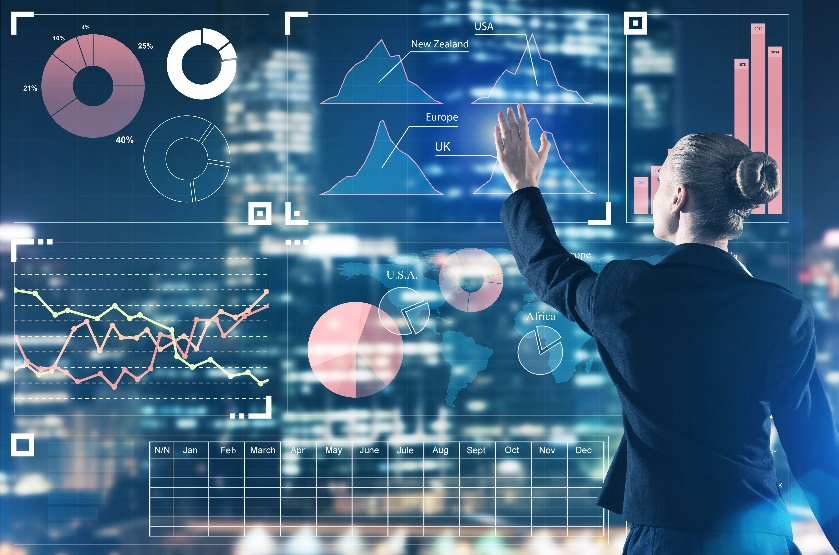 4%
10%
25%
21%
40%
New Zealand
USA
Europe
UK
U.S.A.
Africa
N/N Jan Feb March Apr May June Jule Aug Sept Oct Nov Dec